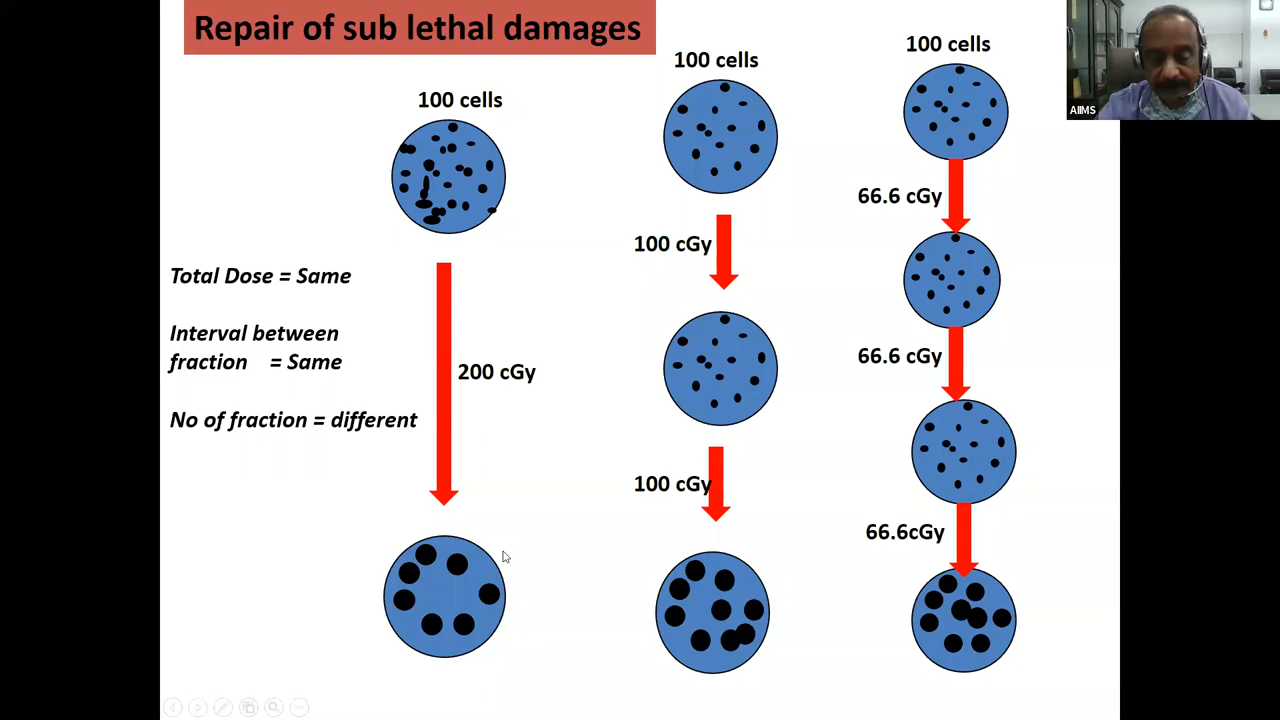 Repair of sub lethal damages
100 cells
100 cells
100 cells
AIIMS
66.6 cGy
100 cGy
Total Dose = Same
Interval between
fraction = Same
66.6 cGy
200 cGy
No of fraction = different
100 cGy
66.6cGy